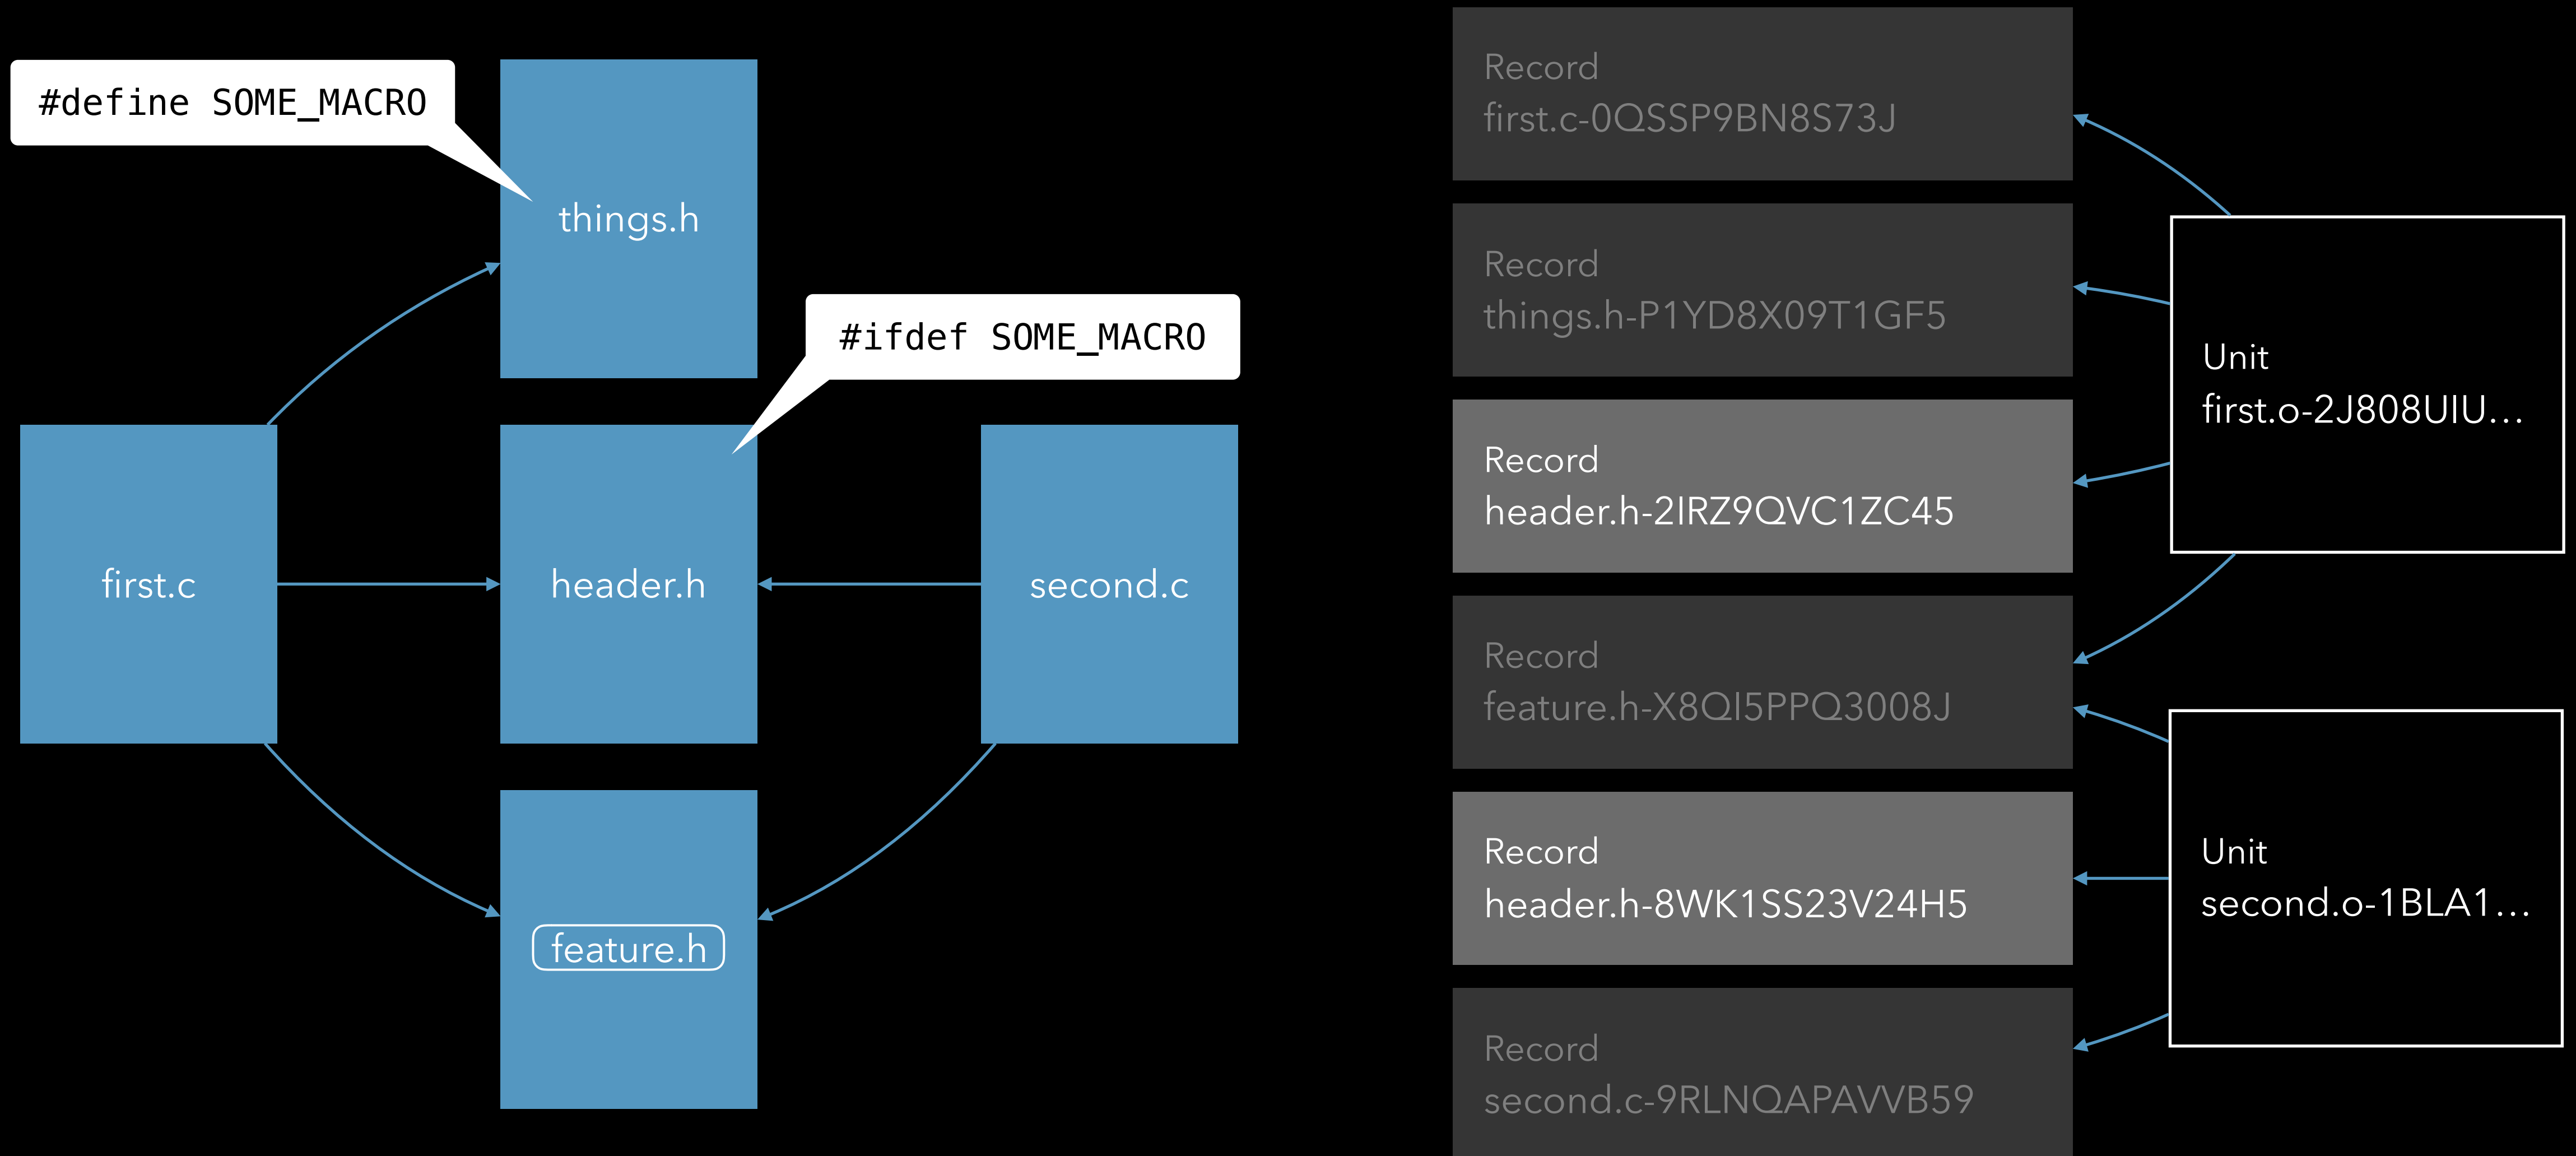 #define SOME_MACRO
things.h
#ifdef SOME_MACRO
first.c
header.h
second.c
feature.h
Record
first.c-0QSSP9BN8S73J
Record
things.h-P1YD8X09T1GF5
Record
header.h-2IRZ9QVC1ZC45
Record
feature.h-X8QI5PPQ3008J
Record
header.h-8WK1SS23V24H5
Record
second.c-9RLNQAPAVVB59
Unit
first.o-2J808UIU…
Unit
second.o-1BLA1…